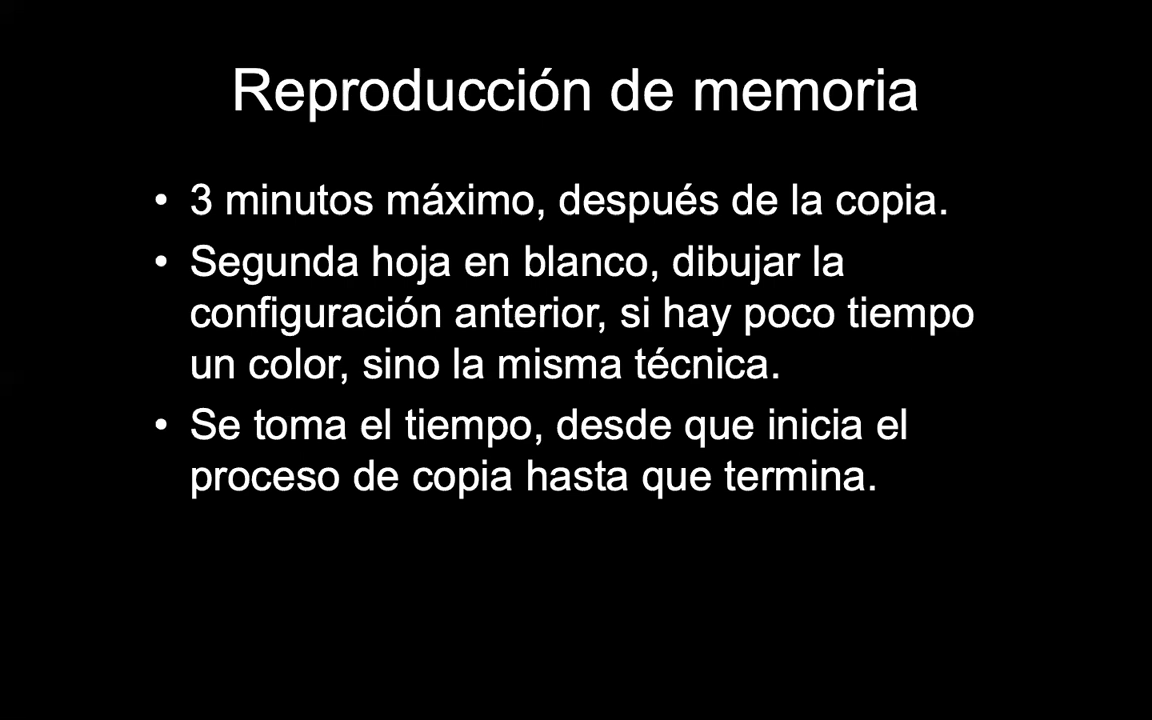 Reproducción de memoria
• 3 minutos máximo, después de la copia.
• Segunda hoja en blanco, dibujar la
configuración anterior, si hay poco tiempo
un color, sino la misma técnica.
• Se toma el tiempo, desde que inicia el
proceso de copia hasta que termina.